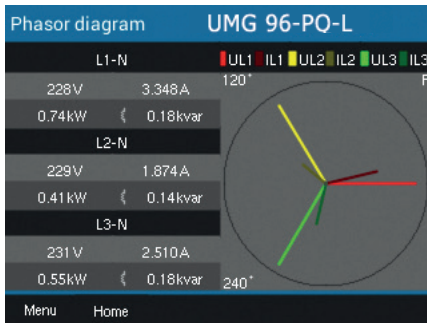 Phasor diagram UMG 96-PQ-L
L1-N
UL1 IL1 UL2 IL2 UL3 IL3
228V 3.348A
0.74kW 0.18kvar
L2-N
229V 1.874A
0.41kW 0.14kvar
L3-N
231V 2.510A
0.55kW 0.18kvar
120°
240°
Menu Home